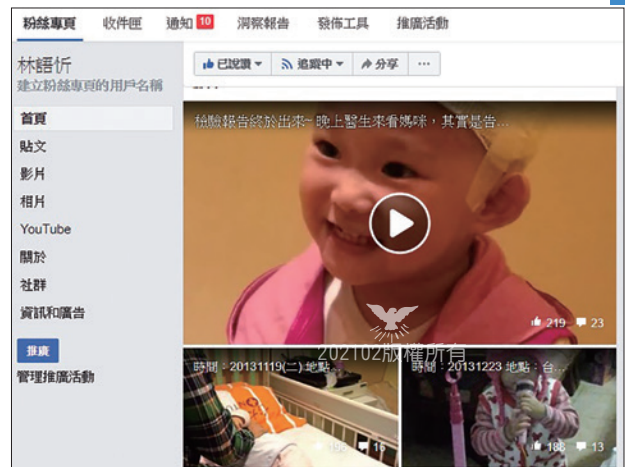 粉絲專頁 收件匣 通知 10 洞察報告 發佈工具 推廣活動
林語忻
建立粉絲專頁的用戶名稱
已說讚 追蹤中 分享 …
首頁
貼文
影片
相片
YouTube
關於
社群
資訊和廣告
推廣
管理推廣活動
檢驗報告終於出來~ 晚上醫生來看媽咪，其實是告...
219 23
202102版權所有
時間：20131119(二) 地點...
195 16
時間：20131223 地點：台...
188 13